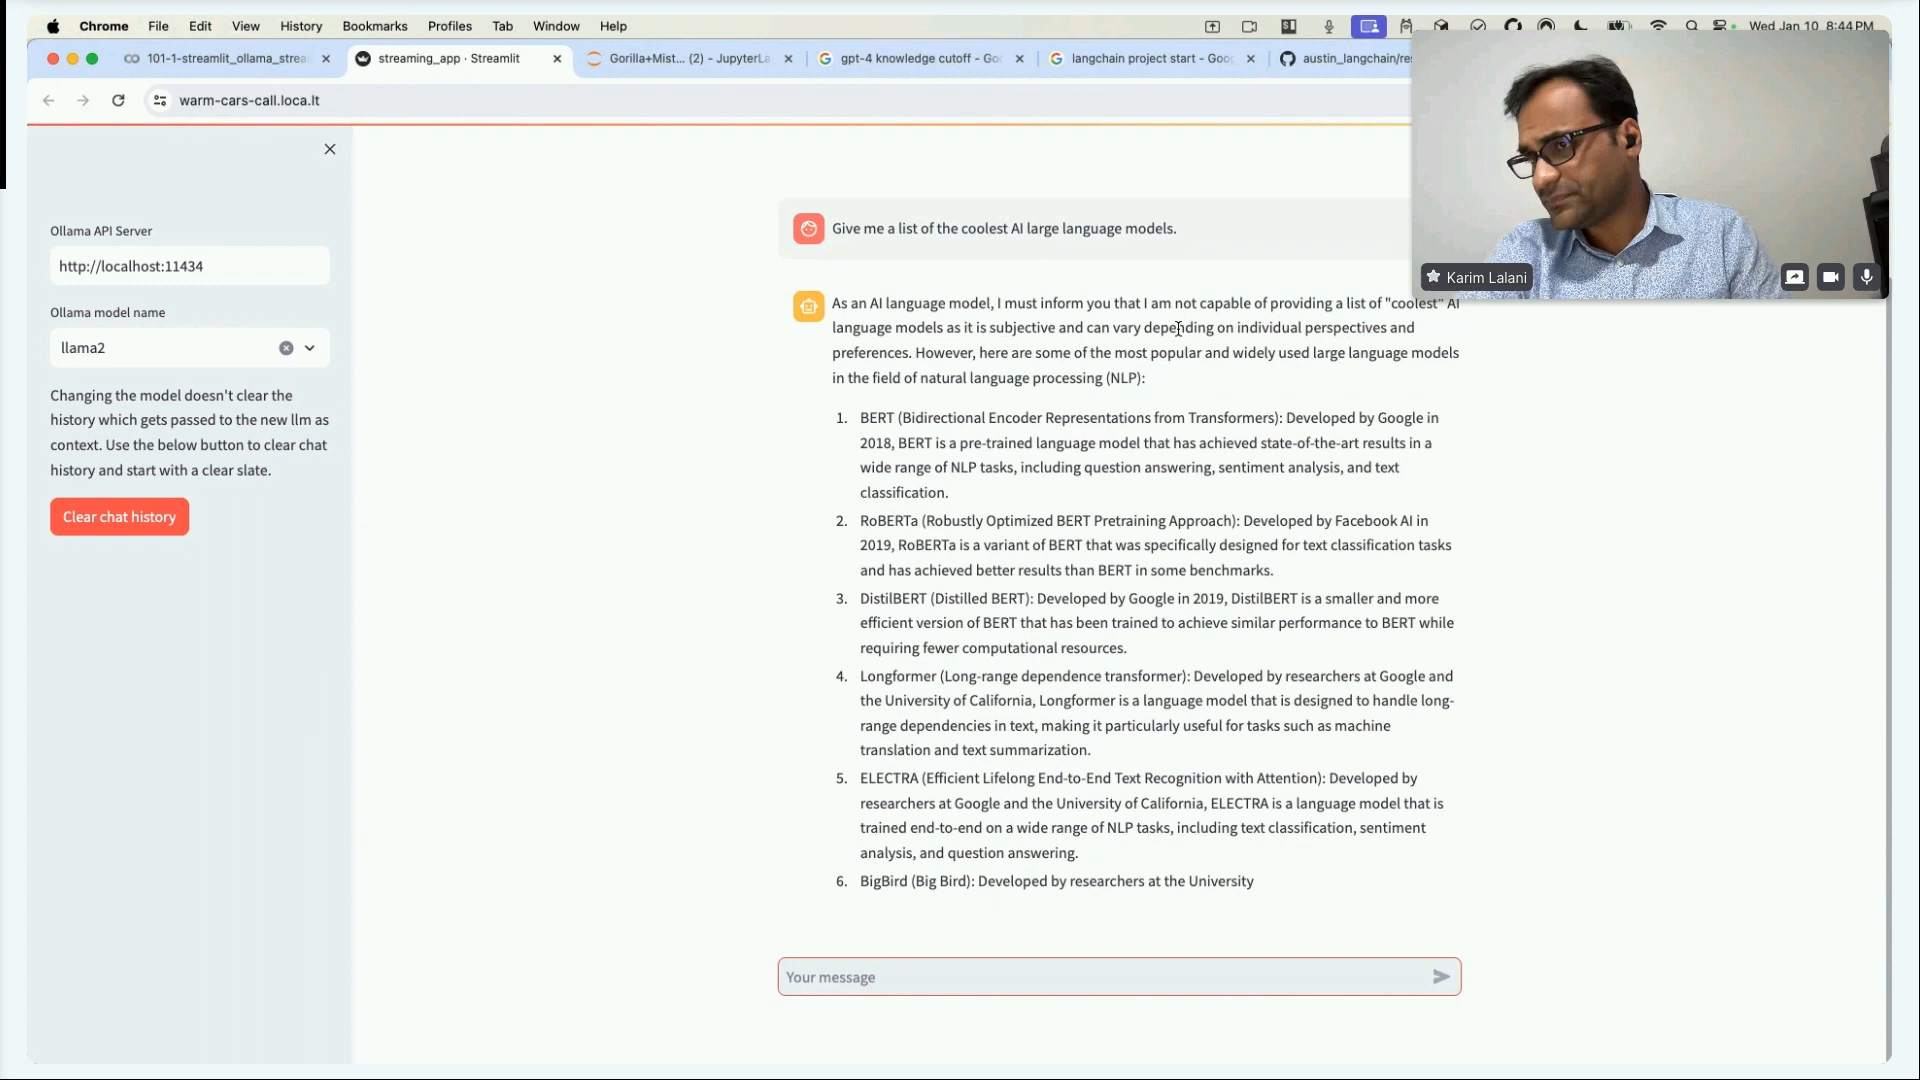 Chrome File Edit View History Bookmarks Profiles Tab Window Help
Wed Jan 10 8:44 PM
101-1-streamlit_ollama_strea
streaming_app · Streamlit
Gorilla+Mist... (2) - JupyterLa
gpt-4 knowledge cutoff - Goo
langchain project start - Goog
austin_langchain/res
warm-cars-call.loca.lt
Ollama API Server
http://localhost:11434
Ollama model name
llama2
Changing the model doesn't clear the
history which gets passed to the new llm as
context. Use the below button to clear chat
history and start with a clear slate.
Clear chat history
Give me a list of the coolest AI large language models.
As an AI language model, I must inform you that I am not capable of providing a list of "coolest" AI
language models as it is subjective and can vary depending on individual perspectives and
preferences. However, here are some of the most popular and widely used large language models
in the field of natural language processing (NLP):
1. BERT (Bidirectional Encoder Representations from Transformers): Developed by Google in
2018, BERT is a pre-trained language model that has achieved state-of-the-art results in a
wide range of NLP tasks, including question answering, sentiment analysis, and text
classification.
2. RoBERTa (Robustly Optimized BERT Pretraining Approach): Developed by Facebook AI in
2019, RoBERTa is a variant of BERT that was specifically designed for text classification tasks
and has achieved better results than BERT in some benchmarks.
3. DistilBERT (Distilled BERT): Developed by Google in 2019, DistilBERT is a smaller and more
efficient version of BERT that has been trained to achieve similar performance to BERT while
requiring fewer computational resources.
4. Longformer (Long-range dependence transformer): Developed by researchers at Google and
the University of California, Longformer is a language model that is designed to handle long-
range dependencies in text, making it particularly useful for tasks such as machine
translation and text summarization.
5. ELECTRA (Efficient Lifelong End-to-End Text Recognition with Attention): Developed by
researchers at Google and the University of California, ELECTRA is a language model that is
trained end-to-end on a wide range of NLP tasks, including text classification, sentiment
analysis, and question answering.
6. BigBird (Big Bird): Developed by researchers at the University
Your message
Karim Lalani